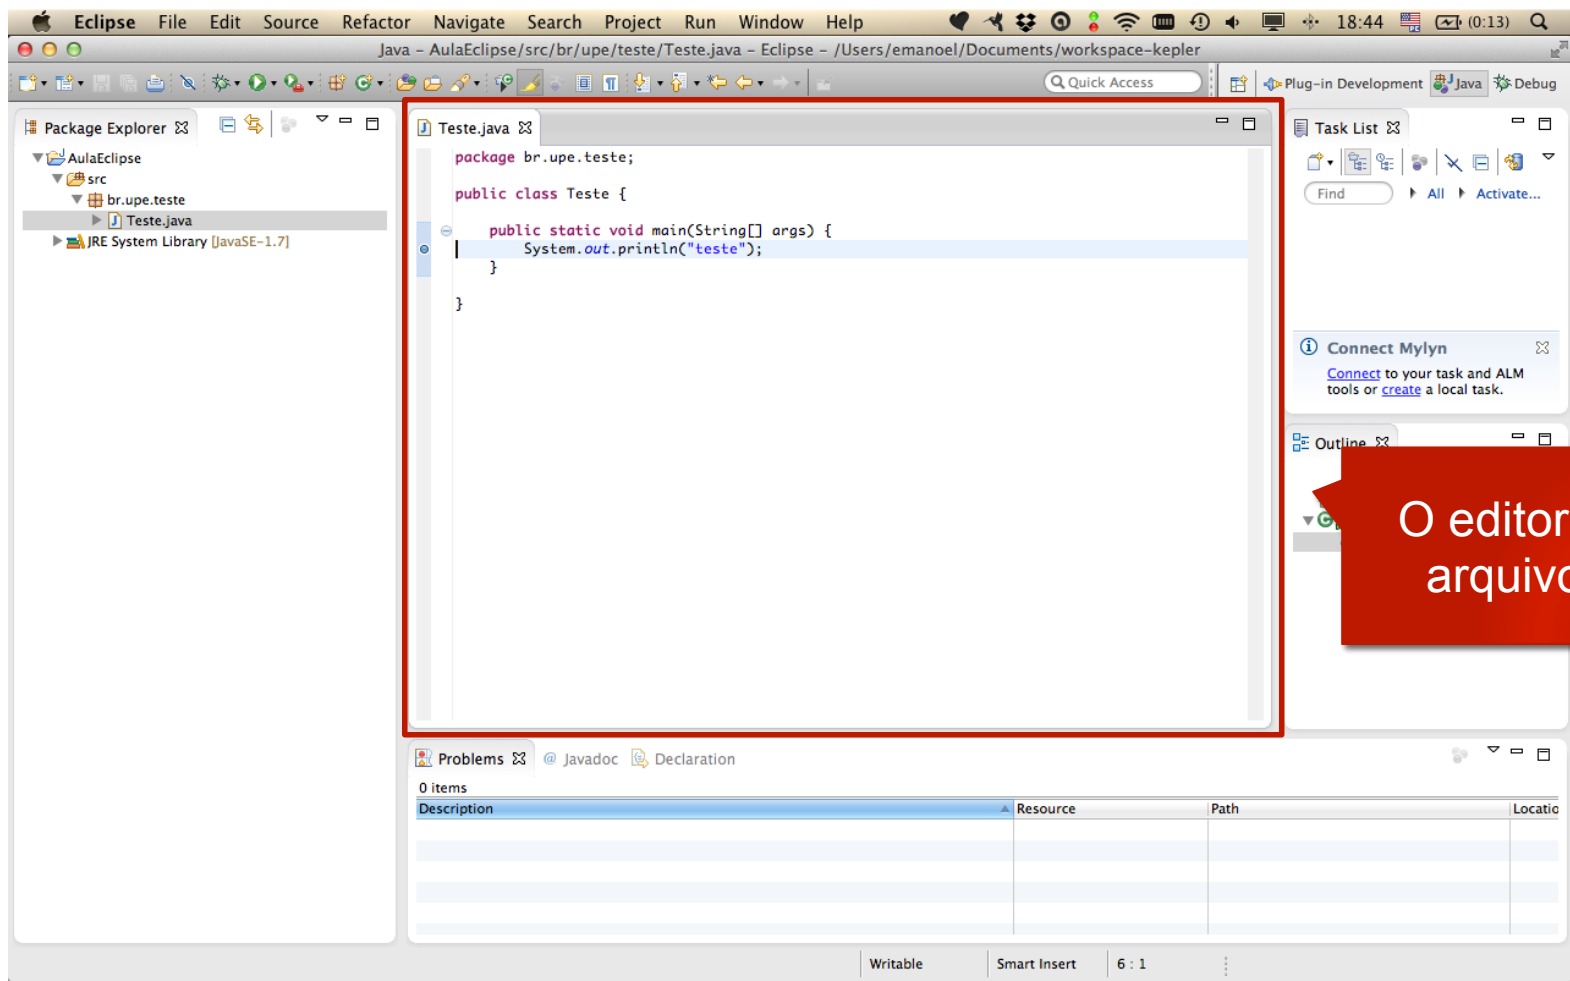 Eclipse File Edit Source Refactor Navigate Search Project Run Window Help 18:44 (0:13)
Java – AulaEclipse/src/br/upe/teste/Teste.java – Eclipse – /Users/emanoel/Documents/workspace-kepler
Quick Access Plug-in Development Java Debug
Package Explorer
AulaEclipse
src
br.upe.teste
Teste.java
JRE System Library [JavaSE-1.7]
Teste.java
package br.upe.teste;
public class Teste {
public static void main(String[] args) {
System.out.println("teste");
}
}
Task List
Find All Activate...
Connect Mylyn
Connect to your task and ALM
tools or create a local task.
Outline
O editor
arquivo
Problems @ Javadoc Declaration
0 items
Description Resource Path Locatio
Writable Smart Insert 6 : 1